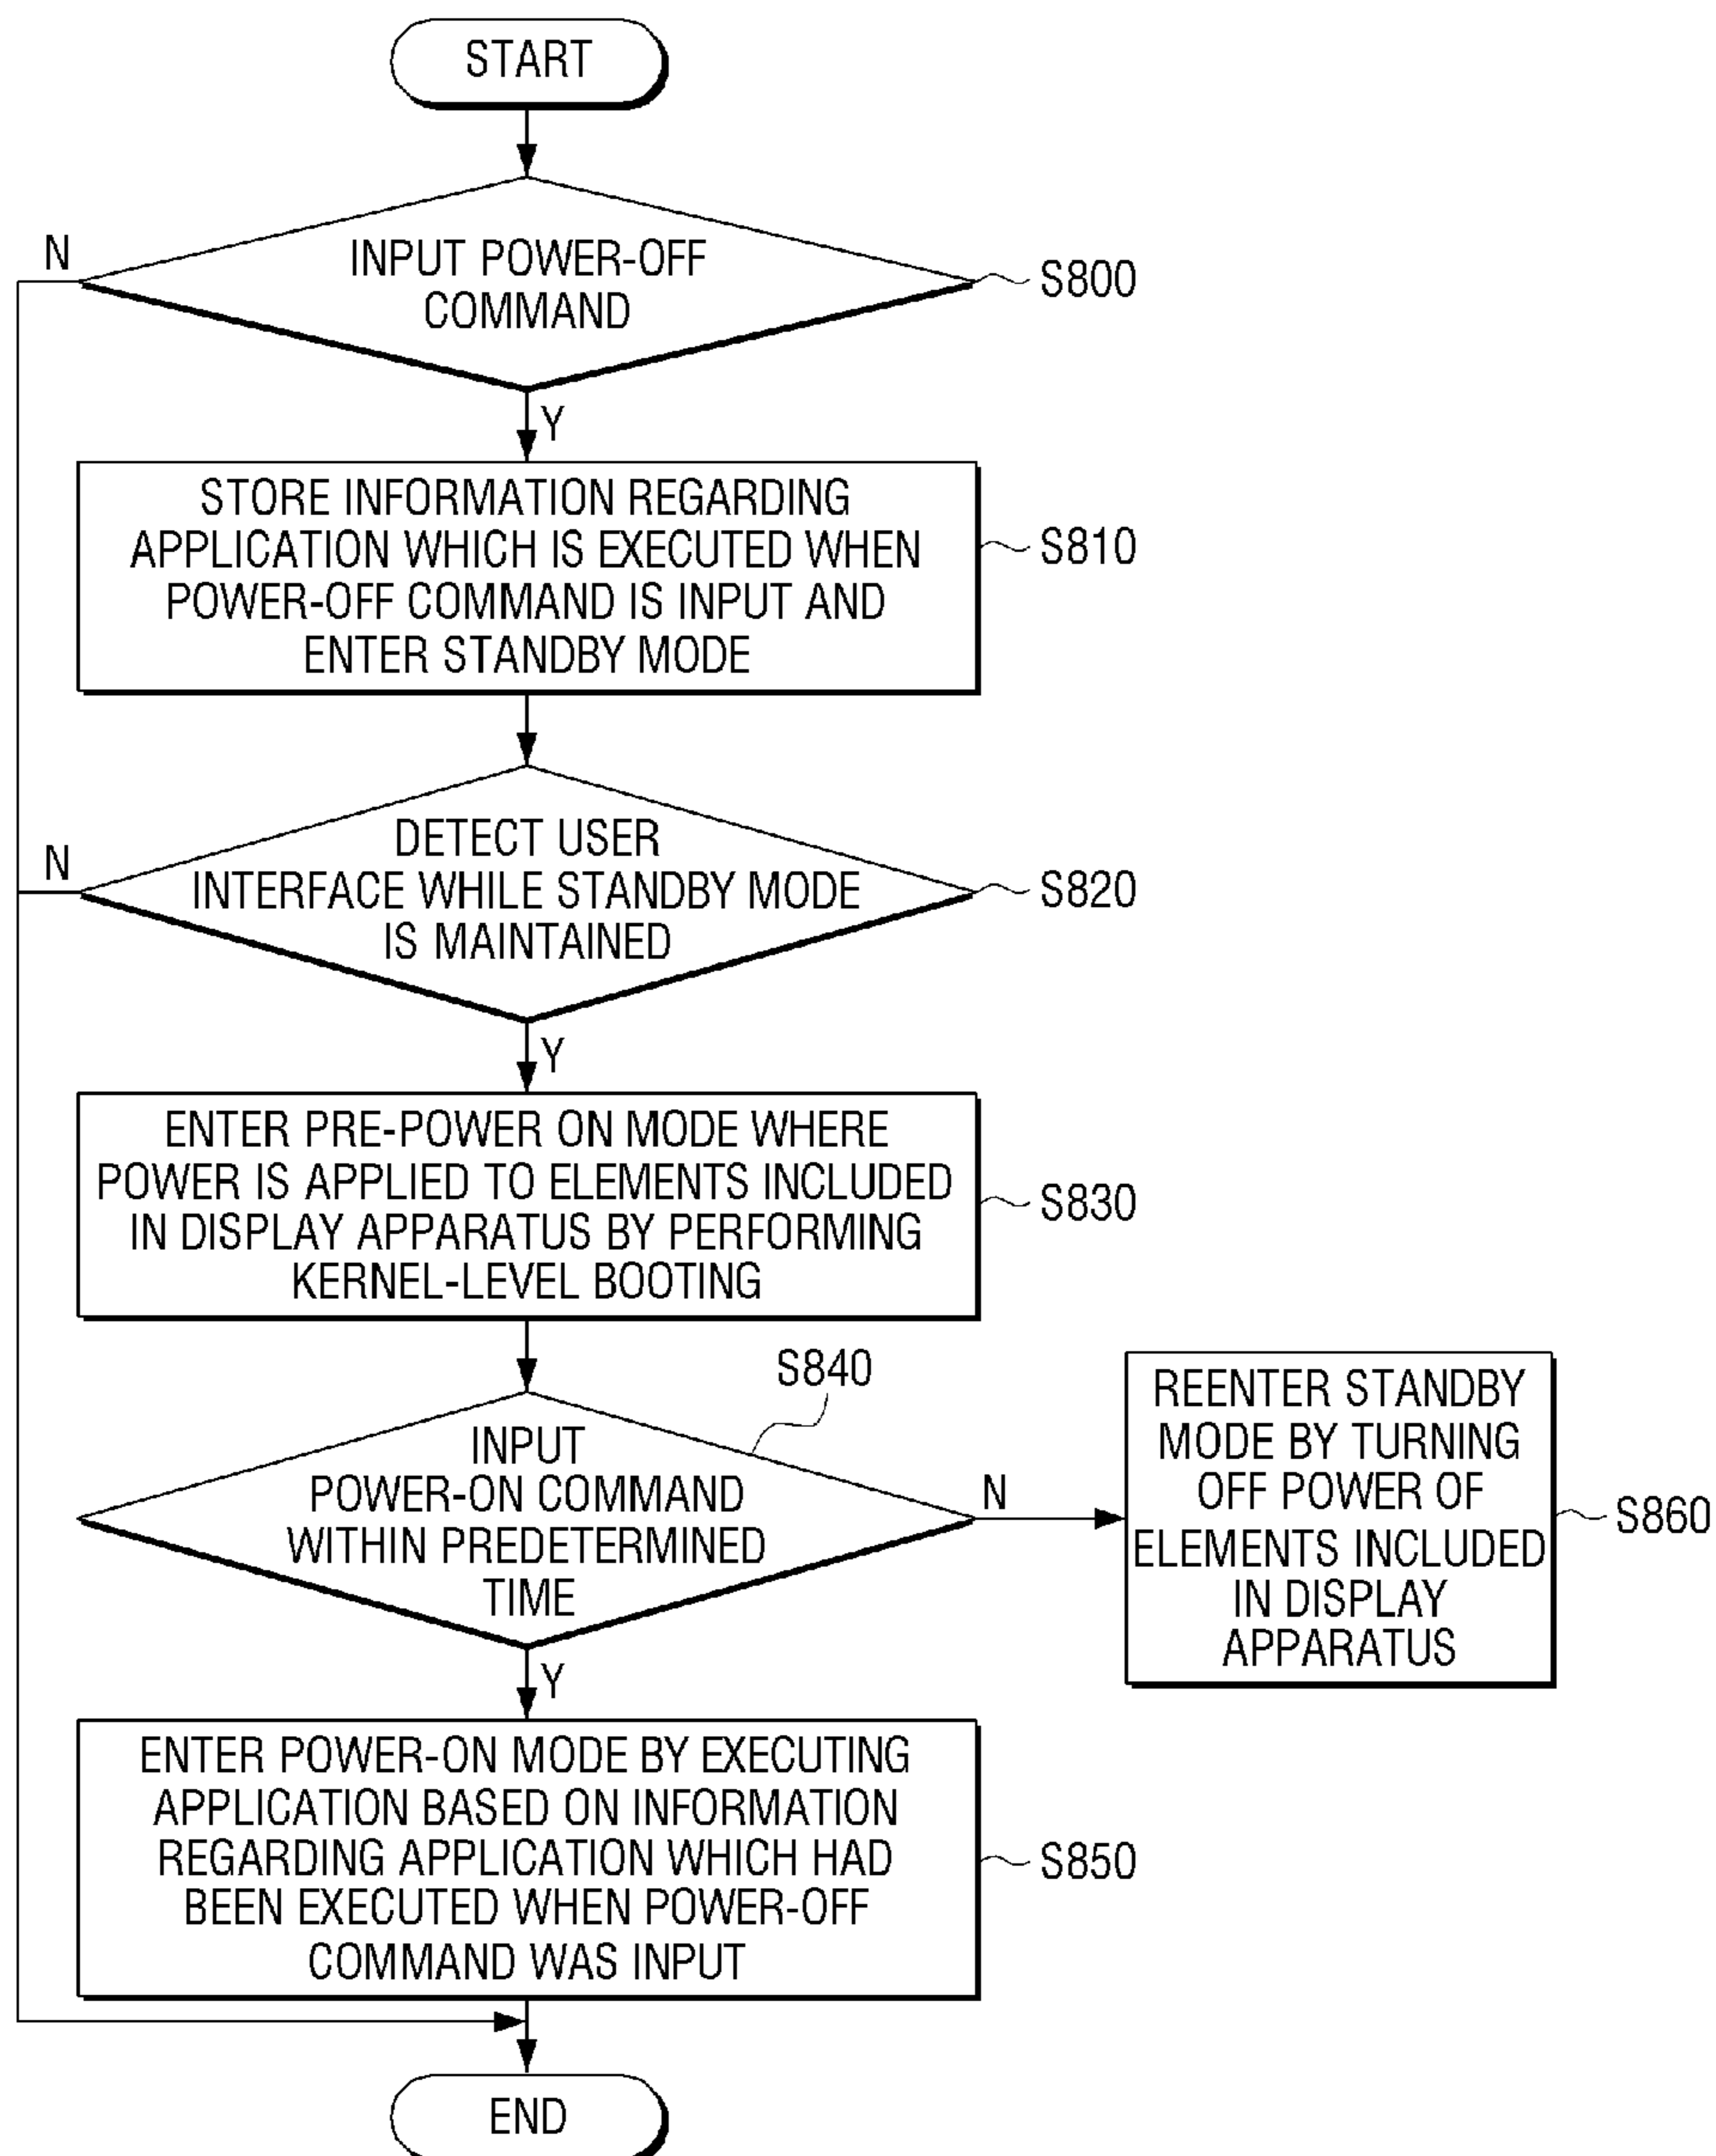 START
N
INPUT POWER-OFF
COMMAND
S800
Y
STORE INFORMATION REGARDING
APPLICATION WHICH IS EXECUTED WHEN
POWER-OFF COMMAND IS INPUT AND
ENTER STANDBY MODE
S810
N
DETECT USER
INTERFACE WHILE STANDBY MODE
IS MAINTAINED
S820
Y
ENTER PRE-POWER ON MODE WHERE
POWER IS APPLIED TO ELEMENTS INCLUDED
IN DISPLAY APPARATUS BY PERFORMING
KERNEL-LEVEL BOOTING
S830
S840
INPUT
POWER-ON COMMAND
WITHIN PREDETERMINED
TIME
N
REENTER STANDBY
MODE BY TURNING
OFF POWER OF
ELEMENTS INCLUDED
IN DISPLAY
APPARATUS
S860
Y
ENTER POWER-ON MODE BY EXECUTING
APPLICATION BASED ON INFORMATION
REGARDING APPLICATION WHICH HAD
BEEN EXECUTED WHEN POWER-OFF
COMMAND WAS INPUT
S850
END